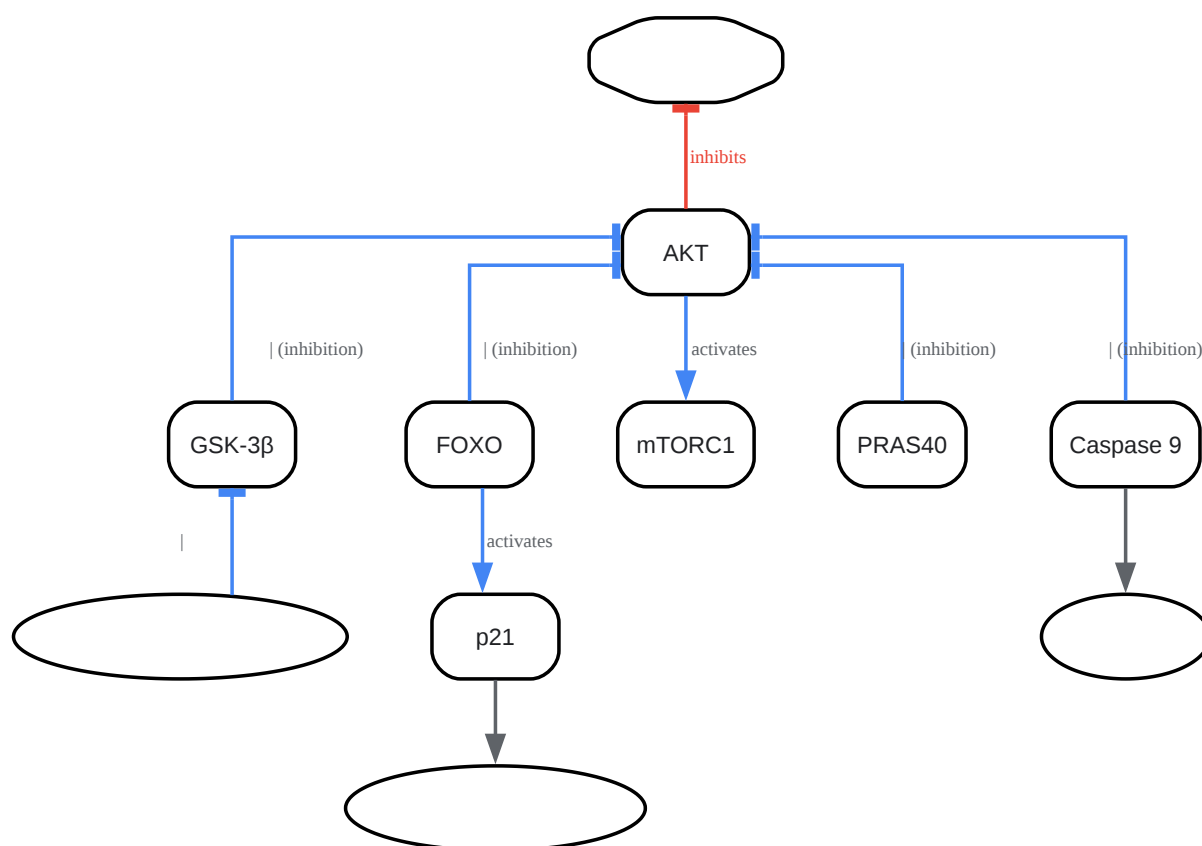 inhibits
AKT
| (inhibition)
| (inhibition)
activates
| (inhibition)
| (inhibition)
GSK-3β
FOXO
mTORC1
PRAS40
Caspase 9
|
activates
p21